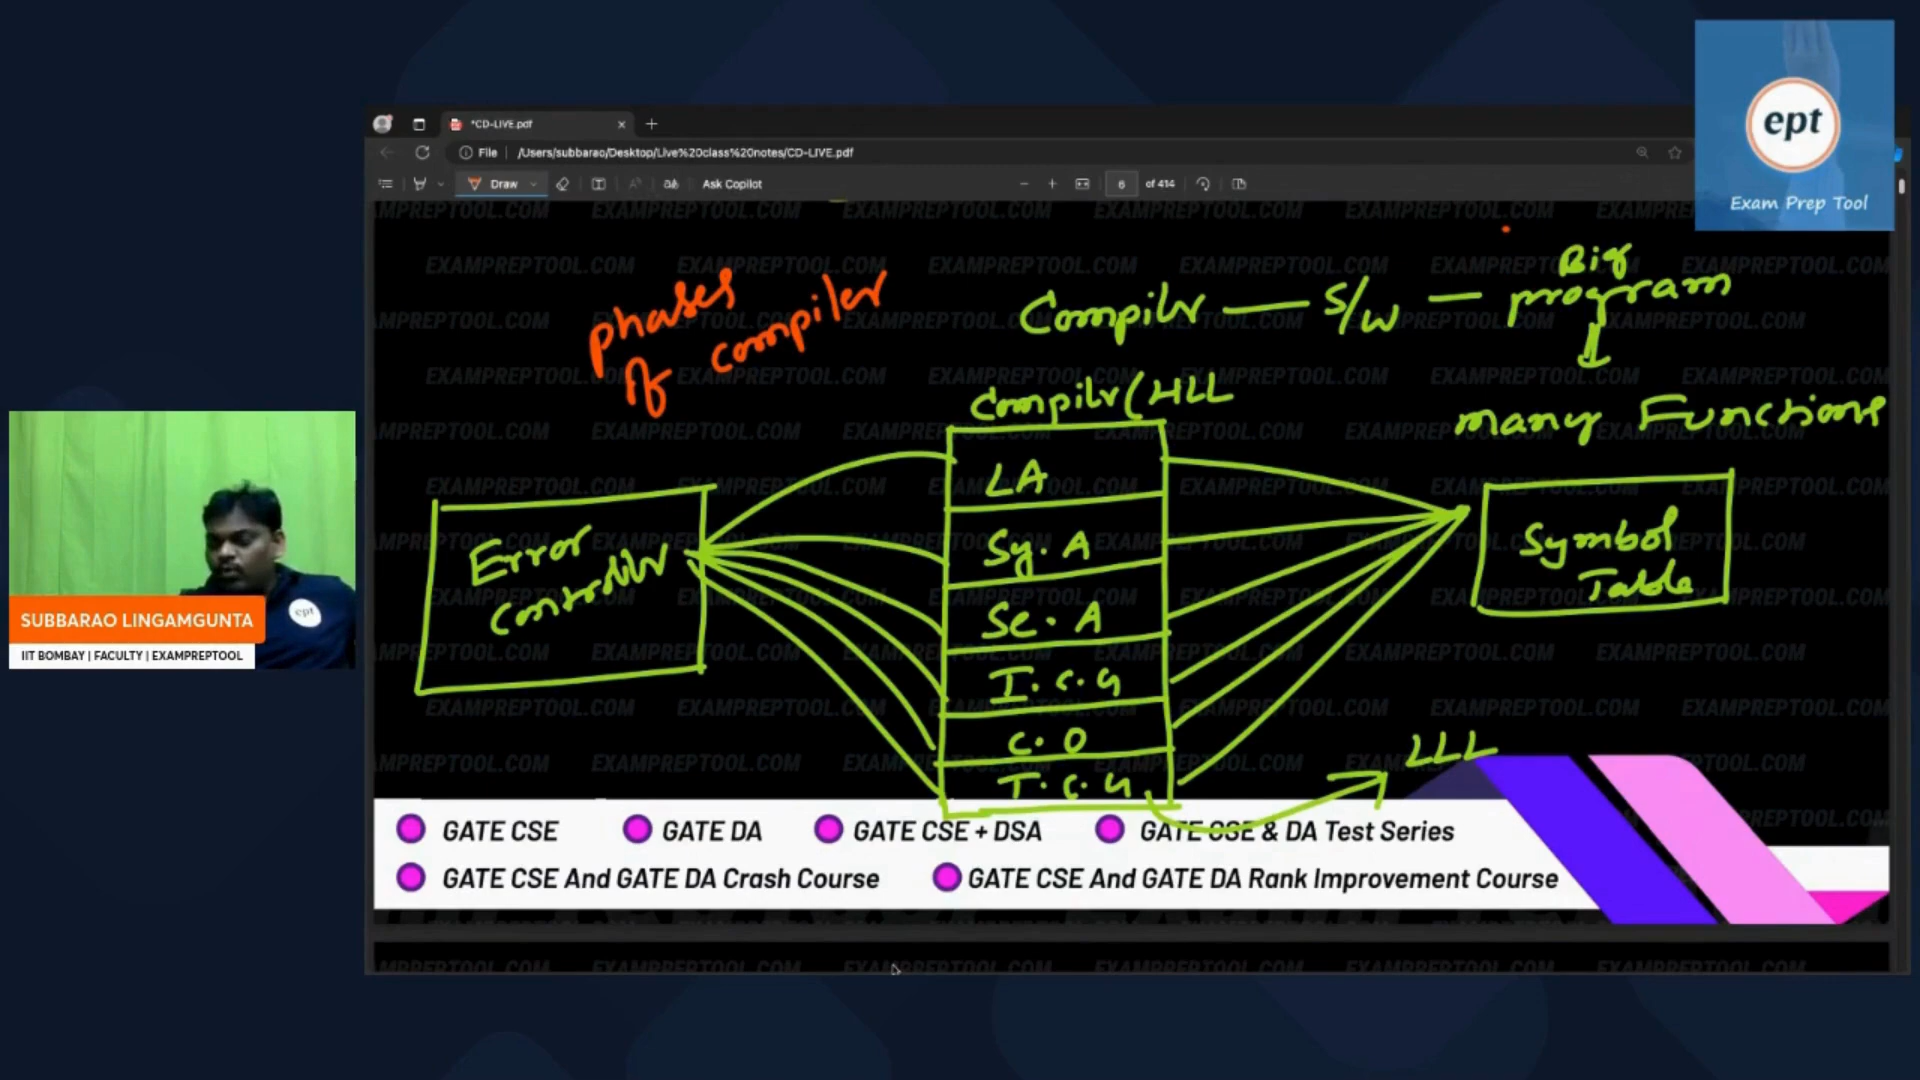 ept
Exam Prep Tool
*CD-LIVE.pdf
File
/Users/subbarao/Desktop/Live%20class%20notes/CD-LIVE.pdf
Draw
Ask Copilot
6 of 414
phases
of compiler
Compilr — S/W — Big
program
many Functions
Compilr(HLL
LA
Sy. A
Se. A
I. C. G
C. O
T. C. G
LLL
Error
Symbol
Table
SUBBARAO LINGAMGUNTA
IIT BOMBAY | FACULTY | EXAMPREPTOOL
ept
GATE CSE
GATE DA
GATE CSE + DSA
GATE CSE & DA Test Series
GATE CSE And GATE DA Crash Course
GATE CSE And GATE DA Rank Improvement Course
EXAMPREPTOOL.COM